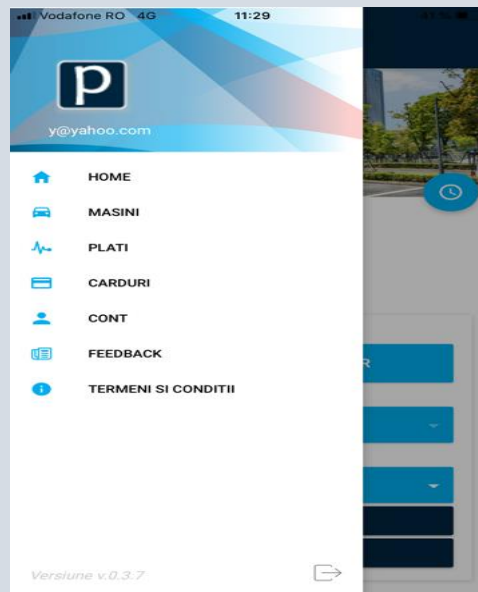 Vodafone RO 4G 11:29
p
y@yahoo.com
HOME
MASINI
PLATI
CARDURI
CONT
FEEDBACK
R
TERMENI SI CONDITII
Versiune v.0.3.7